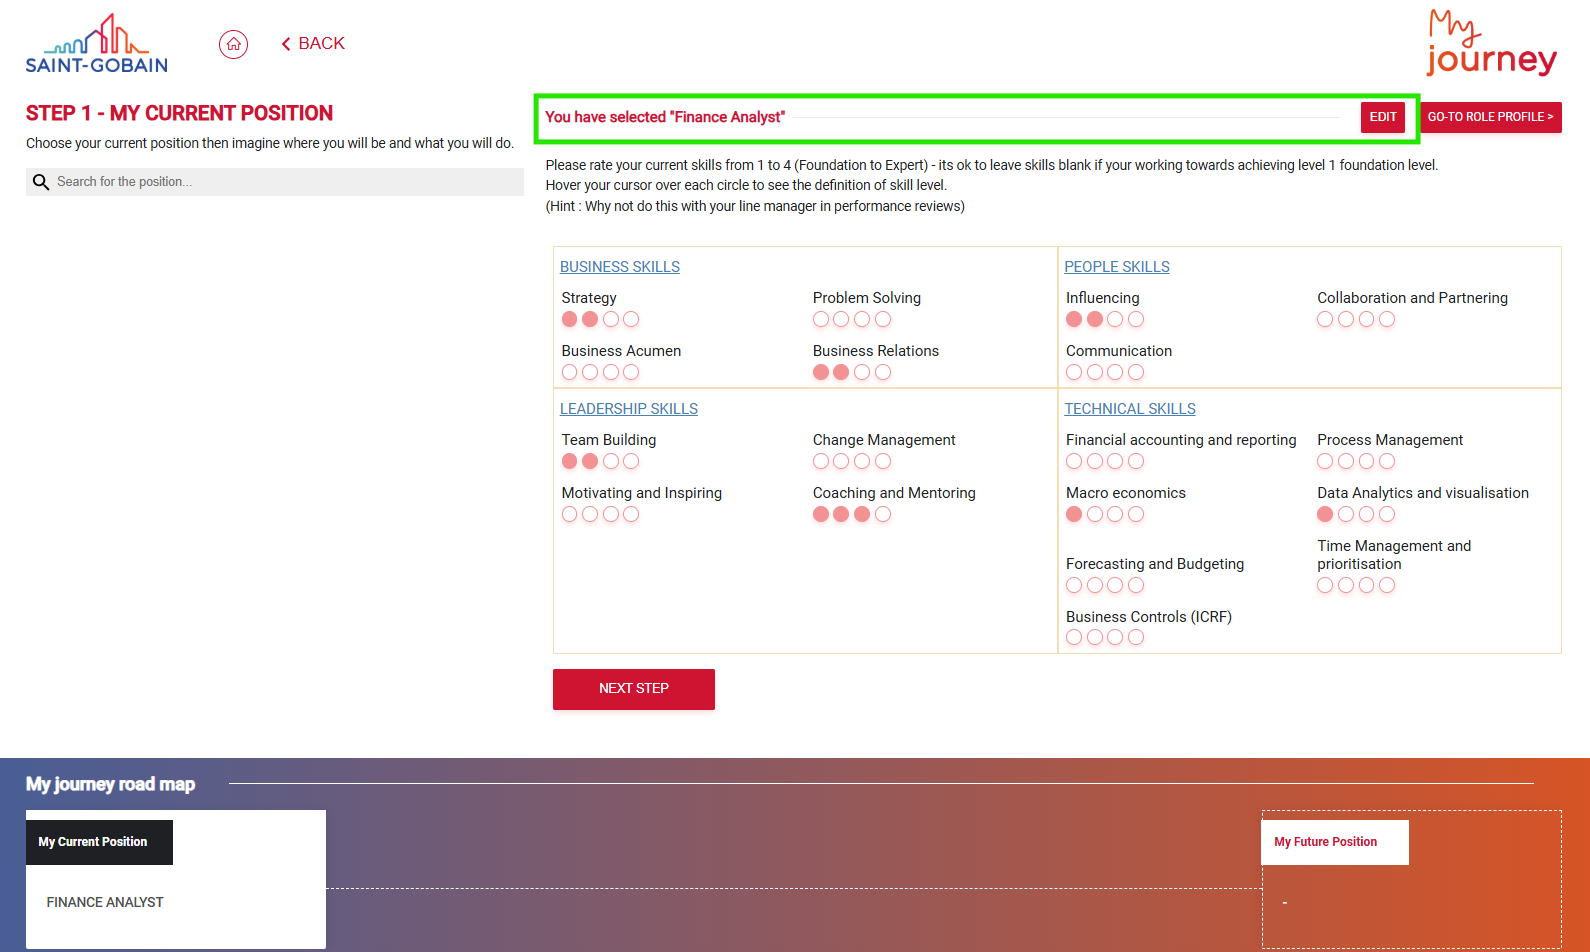 SAINT-GOBAIN
BACK
My
journey
STEP 1 - MY CURRENT POSITION
Choose your current position then imagine where you will be and what you will do.
Search for the position...
You have selected "Finance Analyst"
EDIT
GO-TO ROLE PROFILE >
Please rate your current skills from 1 to 4 (Foundation to Expert) - its ok to leave skills blank if your working towards achieving level 1 foundation level.
Hover your cursor over each circle to see the definition of skill level.
(Hint : Why not do this with your line manager in performance reviews)
BUSINESS SKILLS
Strategy
Problem Solving
Business Acumen
Business Relations
PEOPLE SKILLS
Influencing
Collaboration and Partnering
Communication
LEADERSHIP SKILLS
Team Building
Change Management
Motivating and Inspiring
Coaching and Mentoring
TECHNICAL SKILLS
Financial accounting and reporting
Process Management
Macro economics
Data Analytics and visualisation
Forecasting and Budgeting
Time Management and
prioritisation
Business Controls (ICRF)
NEXT STEP
My journey road map
My Current Position
FINANCE ANALYST
My Future Position
-